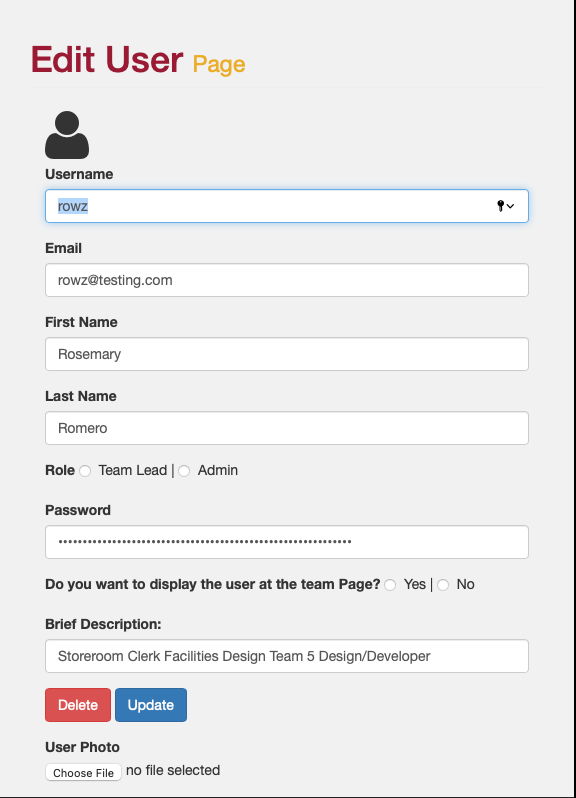 Edit User Page
Username
rowz
Email
rowz@testing.com
First Name
Rosemary
Last Name
Romero
Role Team Lead | Admin
Password
••••••••••••••••••••••••••••••••••••••••••••••••••••••••••••
Do you want to display the user at the team Page? Yes | No
Brief Description:
Storeroom Clerk Facilities Design Team 5 Design/Developer
Delete Update
User Photo
Choose File no file selected